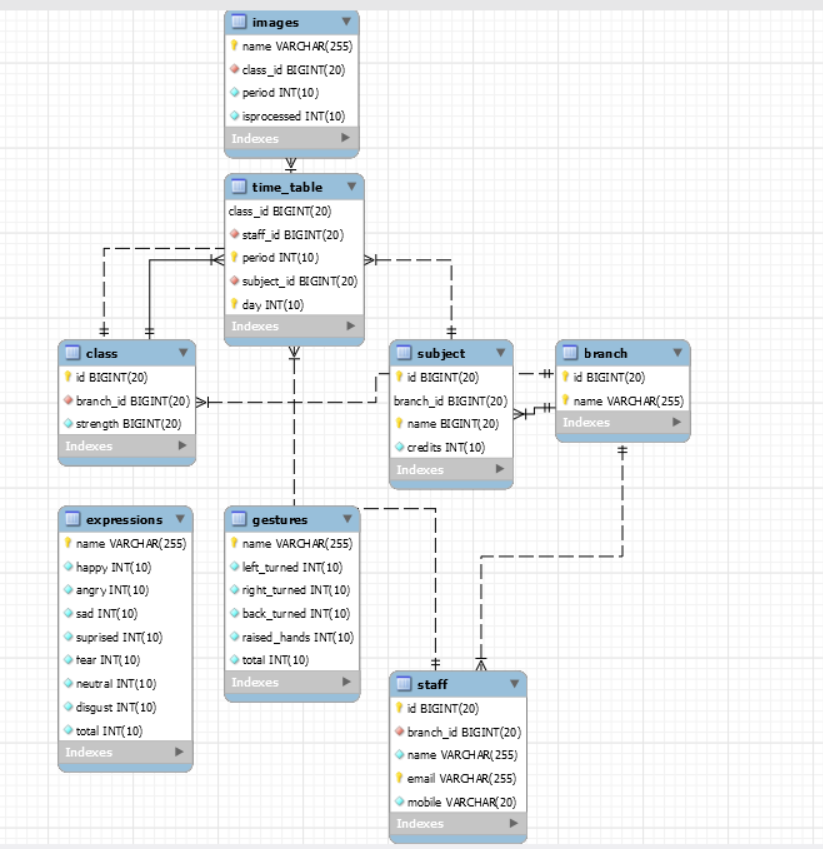 images
name VARCHAR(255)
class_id BIGINT(20)
period INT(10)
isprocessed INT(10)
Indexes
time_table
class_id BIGINT(20)
staff_id BIGINT(20)
period INT(10)
subject_id BIGINT(20)
day INT(10)
Indexes
class
id BIGINT(20)
branch_id BIGINT(20)
strength BIGINT(20)
Indexes
subject
id BIGINT(20)
branch_id BIGINT(20)
name BIGINT(20)
credits INT(10)
Indexes
branch
id BIGINT(20)
name VARCHAR(255)
Indexes
expressions
name VARCHAR(255)
happy INT(10)
angry INT(10)
sad INT(10)
suprised INT(10)
fear INT(10)
neutral INT(10)
disgust INT(10)
total INT(10)
Indexes
gestures
name VARCHAR(255)
left_turned INT(10)
right_turned INT(10)
back_turned INT(10)
raised_hands INT(10)
total INT(10)
Indexes
staff
id BIGINT(20)
branch_id BIGINT(20)
name VARCHAR(255)
email VARCHAR(255)
mobile VARCHAR(20)
Indexes